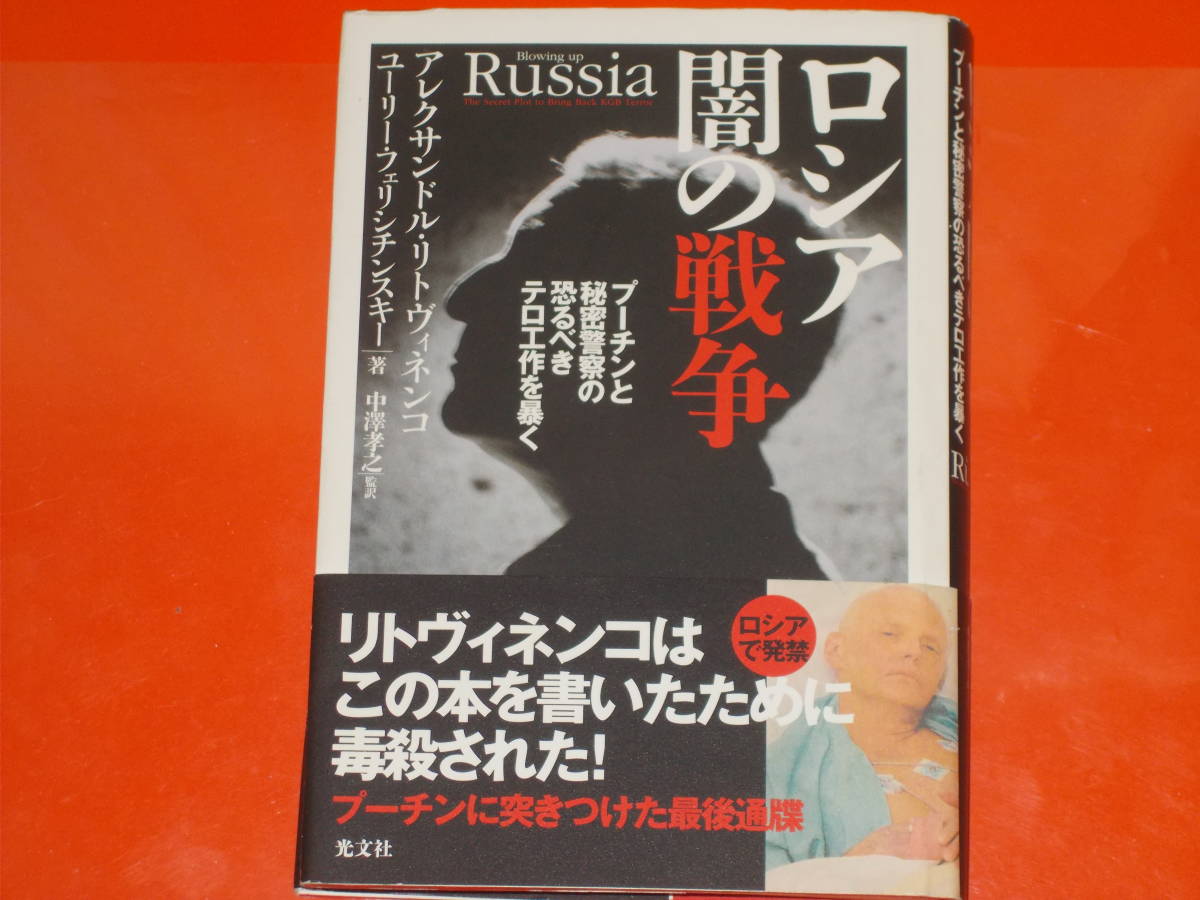 Blowing up
Russia
The Secret Plot to Bring Back KGB Terror
ロシア
闇の戦争
プーチンと
秘密警察の
恐るべき
テロ工作を暴く
アレクサンドル・リトヴィネンコ
ユーリー・フェリシチンスキー 著
中澤孝之 監訳
リトヴィネンコは
この本を書いたために
毒殺された!
プーチンに突きつけた最後通牒
光文社
ロシア
で発禁
プーチンと秘密警察の恐るべきテロ工作を暴く